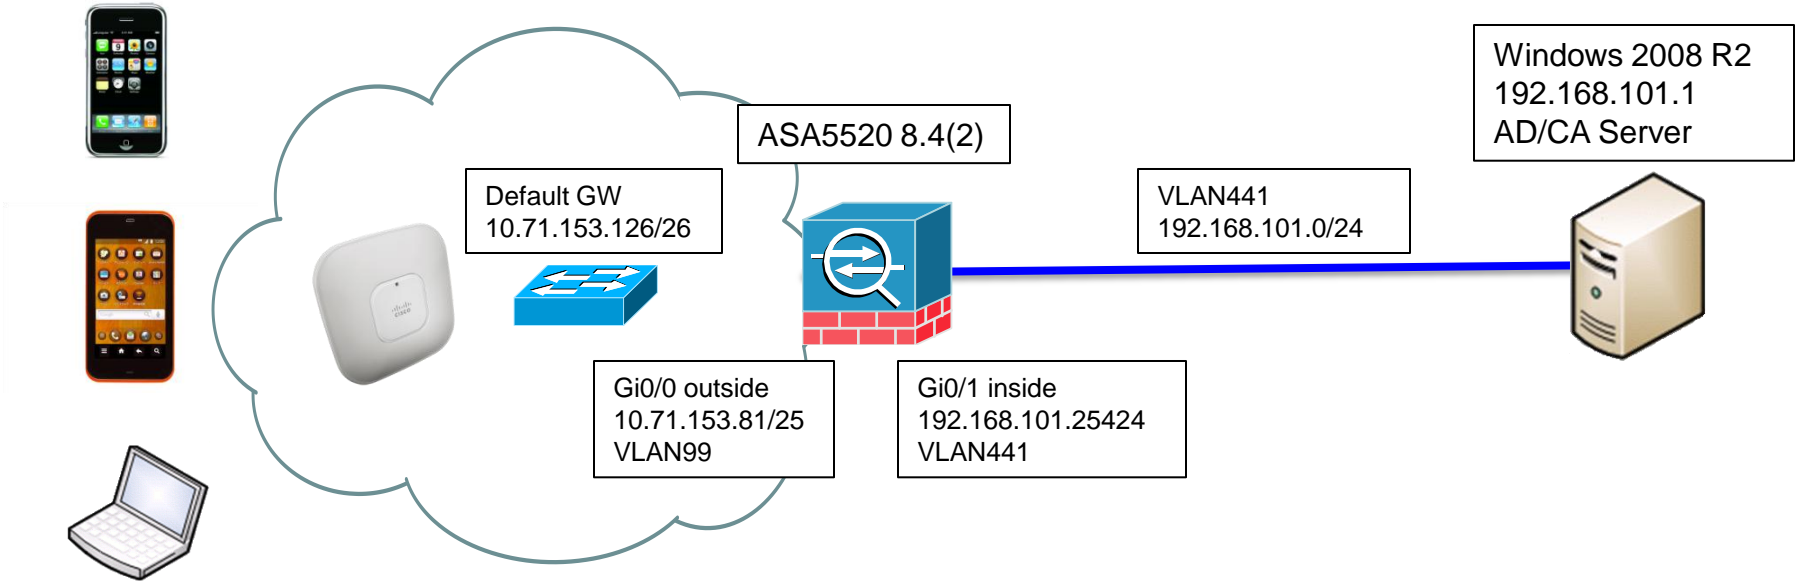 Windows 2008 R2
192.168.101.1
AD/CA Server
ASA5520 8.4(2)
Default GW
10.71.153.126/26
VLAN441
192.168.101.0/24
CISCO
Gi0/0 outside
10.71.153.81/25
VLAN99
Gi0/1 inside
192.168.101.25424
VLAN441